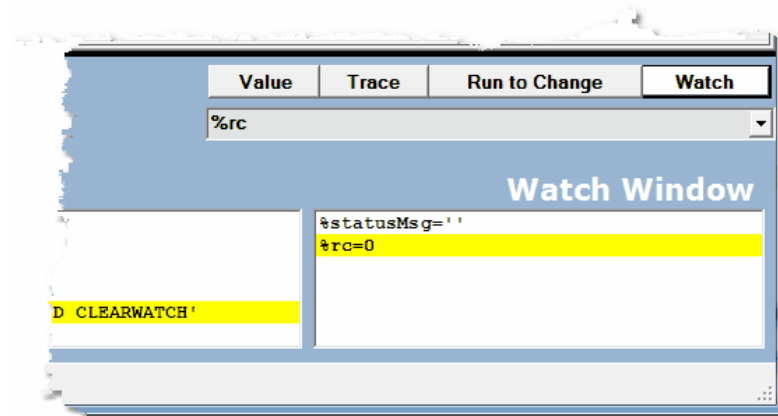 Value Trace Run to Change Watch
%rc
Watch Window
%statusMsg=''
%rc=0
D CLEARWATCH'